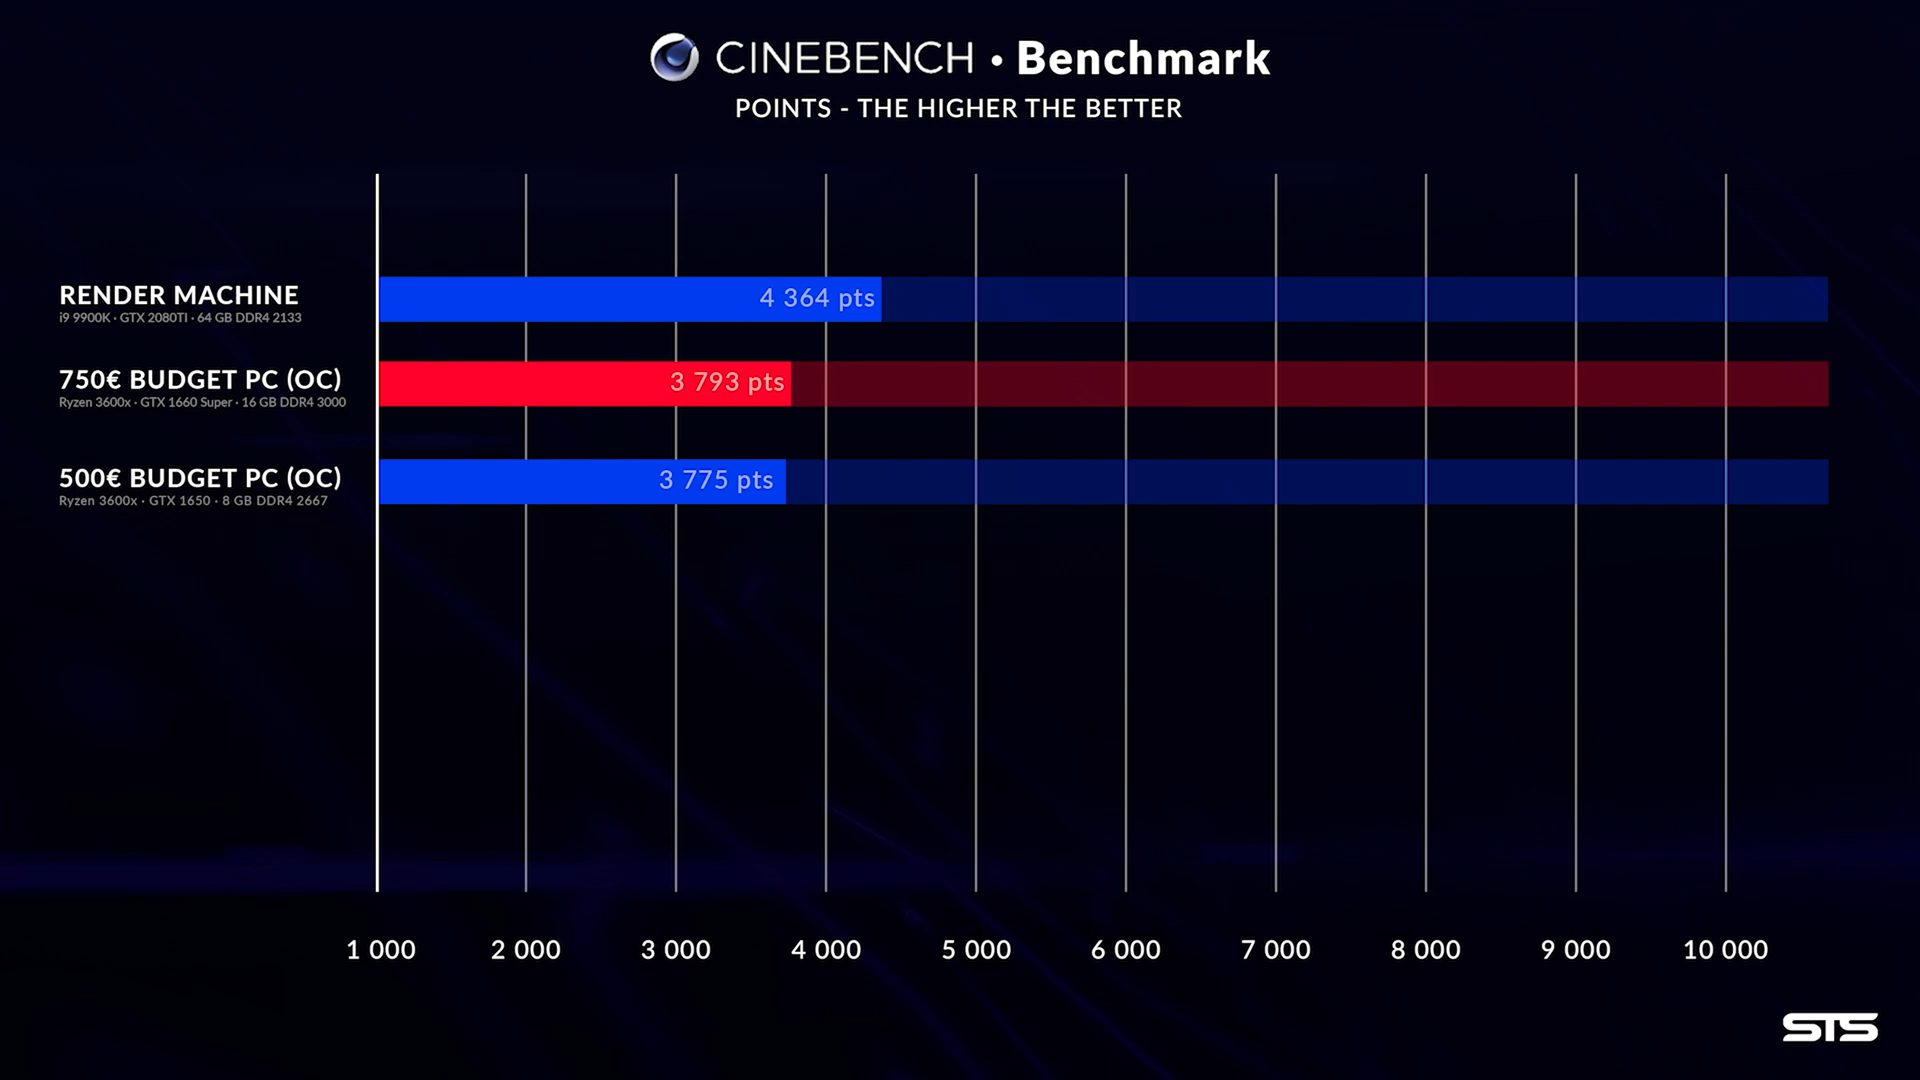 CINEBENCH • Benchmark
POINTS - THE HIGHER THE BETTER
RENDER MACHINE
i9 9900K · GTX 2080TI · 64 GB DDR4 2133
4 364 pts
750€ BUDGET PC (OC)
Ryzen 3600x · GTX 1660 Super · 16 GB DDR4 3000
3 793 pts
500€ BUDGET PC (OC)
Ryzen 3600x · GTX 1650 · 8 GB DDR4 2667
3 775 pts
1 000 2 000 3 000 4 000 5 000 6 000 7 000 8 000 9 000 10 000
STS